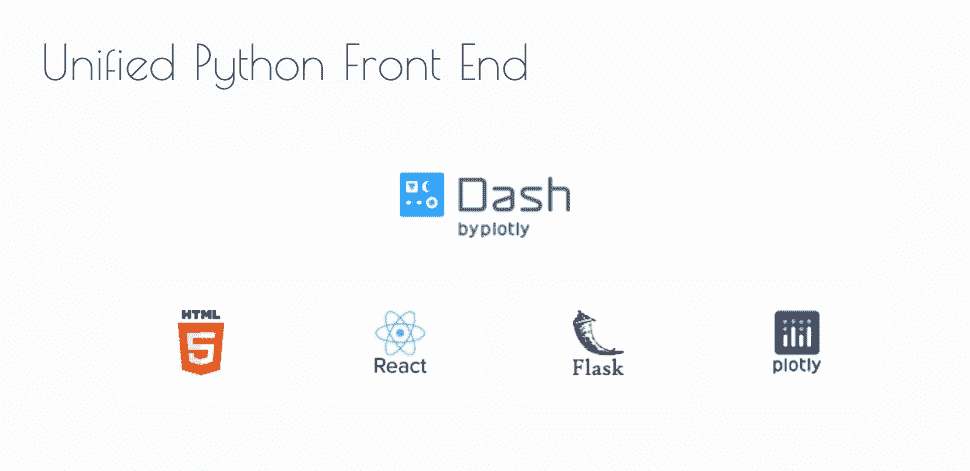 Unified Python Front End
Dash
byplotly
HTML
5
React
Flask
plotly